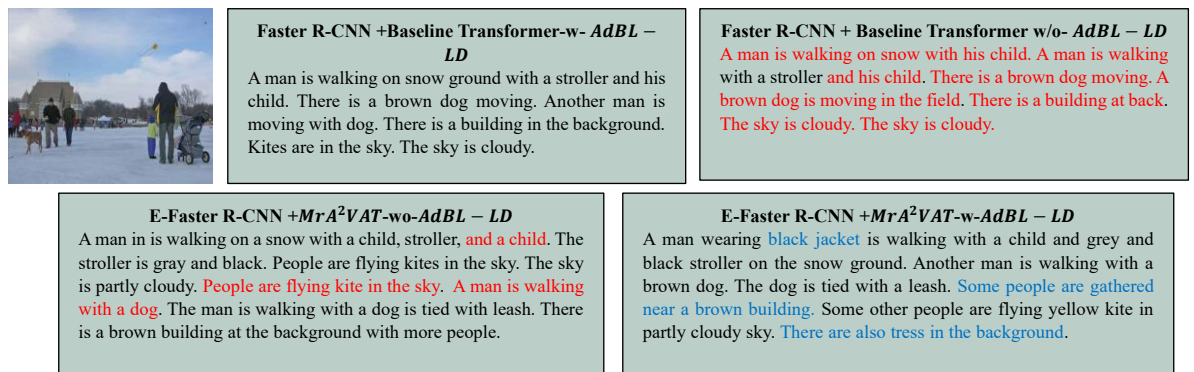 Faster R-CNN +Baseline Transformer-w- AdBL −
LD
A man is walking on snow ground with a stroller and his
child. There is a brown dog moving. Another man is
moving with dog. There is a building in the background.
Kites are in the sky. The sky is cloudy.
Faster R-CNN + Baseline Transformer w/o- AdBL − LD
A man is walking on snow with his child. A man is walking
with a stroller and his child. There is a brown dog moving. A
brown dog is moving in the field. There is a building at back.
The sky is cloudy. The sky is cloudy.
E-Faster R-CNN +MrA²VAT-wo-AdBL − LD
A man in is walking on a snow with a child, stroller, and a child. The
stroller is gray and black. People are flying kites in the sky. The sky
is partly cloudy. People are flying kite in the sky. A man is walking
with a dog. The man is walking with a dog is tied with leash. There
is a brown building at the background with more people.
E-Faster R-CNN +MrA²VAT-w-AdBL − LD
A man wearing black jacket is walking with a child and grey and
black stroller on the snow ground. Another man is walking with a
brown dog. The dog is tied with a leash. Some people are gathered
near a brown building. Some other people are flying yellow kite in
partly cloudy sky. There are also tress in the background.